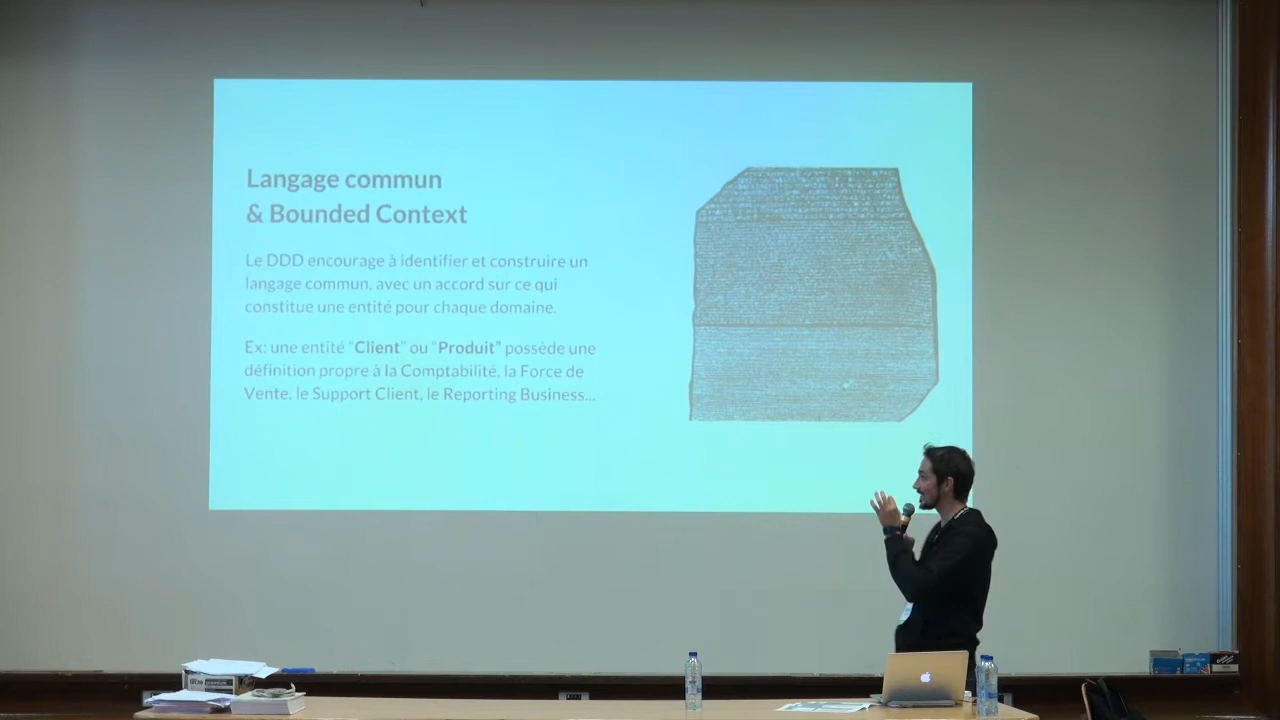 Langage commun
& Bounded Context
Le DDD encourage à identifier et construire un
langage commun, avec un accord sur ce qui
constitue une entité pour chaque domaine.
Ex: une entité "Client" ou "Produit" possède une
définition propre à la Comptabilité, la Force de
Vente, le Support Client, le Reporting Business...